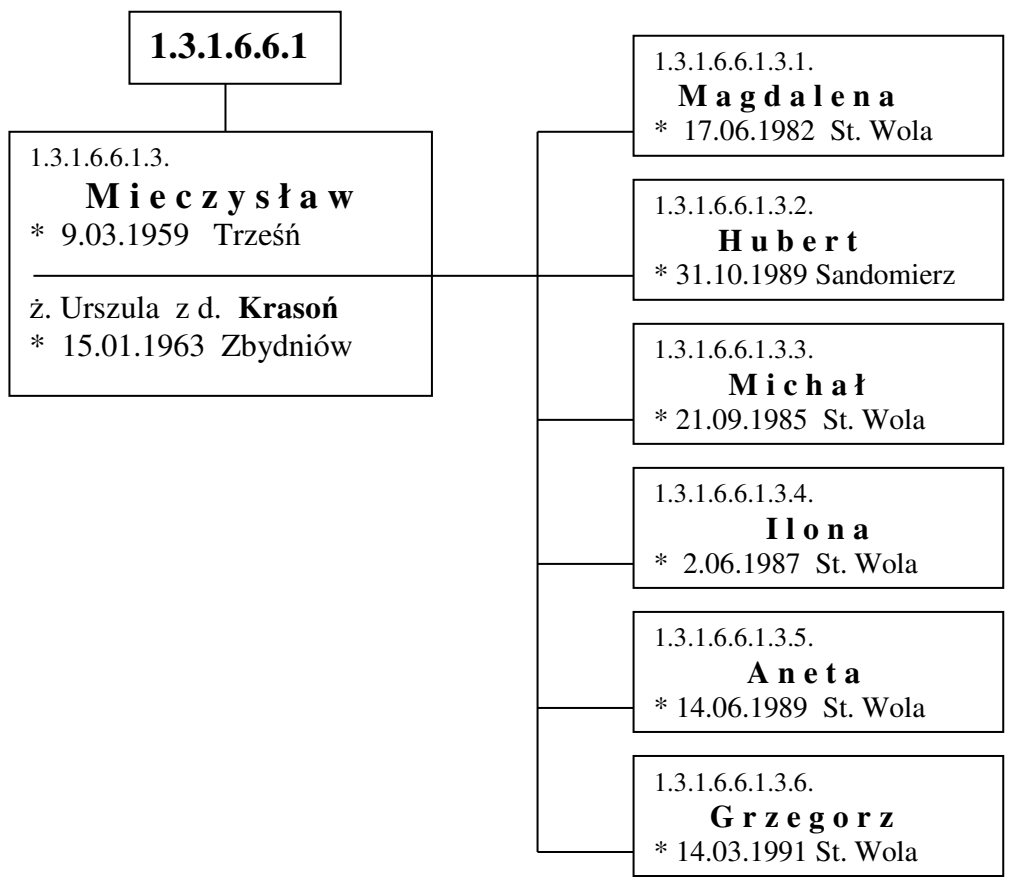 1.3.1.6.6.1
1.3.1.6.6.1.3.
M i e c z y s ł a w
* 9.03.1959 Trześń
ż. Urszula z d. Krasoń
* 15.01.1963 Zbydniów
1.3.1.6.6.1.3.1.
M a g d a l e n a
* 17.06.1982 St. Wola
1.3.1.6.6.1.3.2.
H u b e r t
* 31.10.1989 Sandomierz
1.3.1.6.6.1.3.3.
M i c h a ł
* 21.09.1985 St. Wola
1.3.1.6.6.1.3.4.
I l o n a
* 2.06.1987 St. Wola
1.3.1.6.6.1.3.5.
A n e t a
* 14.06.1989 St. Wola
1.3.1.6.6.1.3.6.
G r z e g o r z
* 14.03.1991 St. Wola